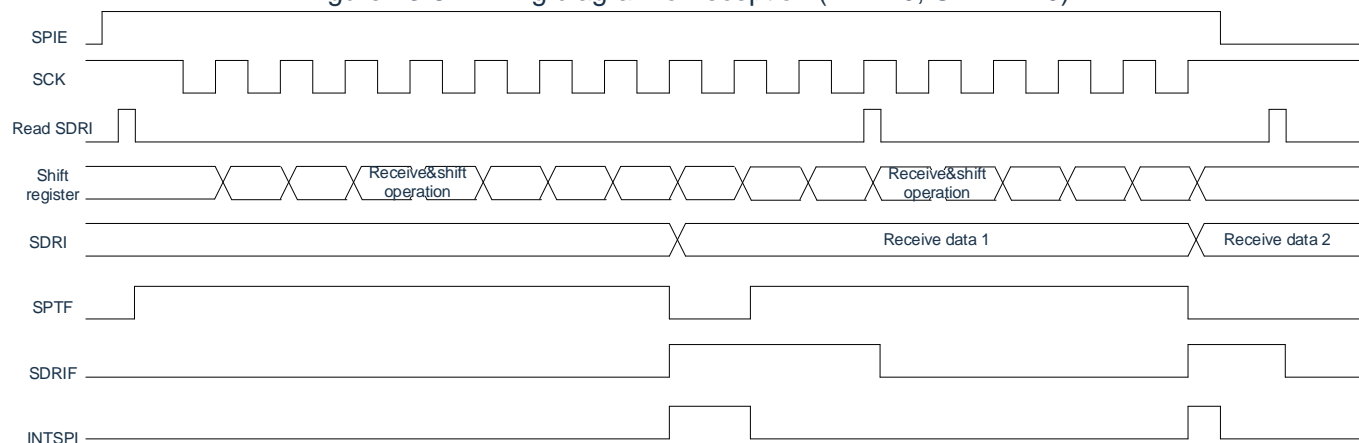 SPIE
SCK
Read SDRI
Shift
register
Receive&shift
operation
Receive&shift
operation
SDRI
Receive data 1
Receive data 2
SPTF
SDRIF
INTSPI